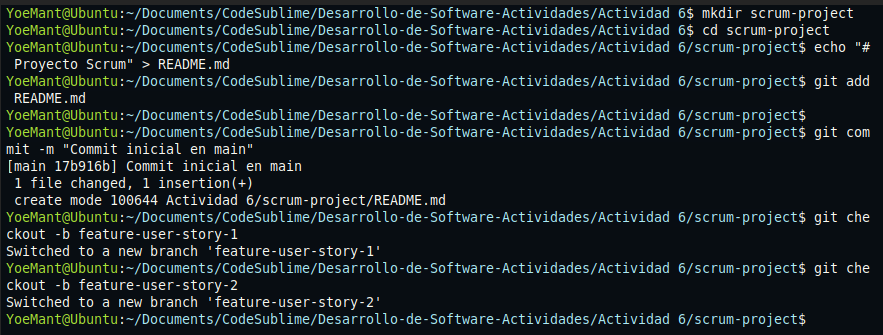 YoeMant@Ubuntu:~/Documents/CodeSublime/Desarrollo-de-Software-Actividades/Actividad 6$ mkdir scrum-project
YoeMant@Ubuntu:~/Documents/CodeSublime/Desarrollo-de-Software-Actividades/Actividad 6$ cd scrum-project
YoeMant@Ubuntu:~/Documents/CodeSublime/Desarrollo-de-Software-Actividades/Actividad 6/scrum-project$ echo "#
 Proyecto Scrum" > README.md
YoeMant@Ubuntu:~/Documents/CodeSublime/Desarrollo-de-Software-Actividades/Actividad 6/scrum-project$ git add
 README.md
YoeMant@Ubuntu:~/Documents/CodeSublime/Desarrollo-de-Software-Actividades/Actividad 6/scrum-project$
YoeMant@Ubuntu:~/Documents/CodeSublime/Desarrollo-de-Software-Actividades/Actividad 6/scrum-project$ git com
mit -m "Commit inicial en main"
[main 17b916b] Commit inicial en main
 1 file changed, 1 insertion(+)
 create mode 100644 Actividad 6/scrum-project/README.md
YoeMant@Ubuntu:~/Documents/CodeSublime/Desarrollo-de-Software-Actividades/Actividad 6/scrum-project$ git che
ckout -b feature-user-story-1
Switched to a new branch 'feature-user-story-1'
YoeMant@Ubuntu:~/Documents/CodeSublime/Desarrollo-de-Software-Actividades/Actividad 6/scrum-project$ git che
ckout -b feature-user-story-2
Switched to a new branch 'feature-user-story-2'
YoeMant@Ubuntu:~/Documents/CodeSublime/Desarrollo-de-Software-Actividades/Actividad 6/scrum-project$